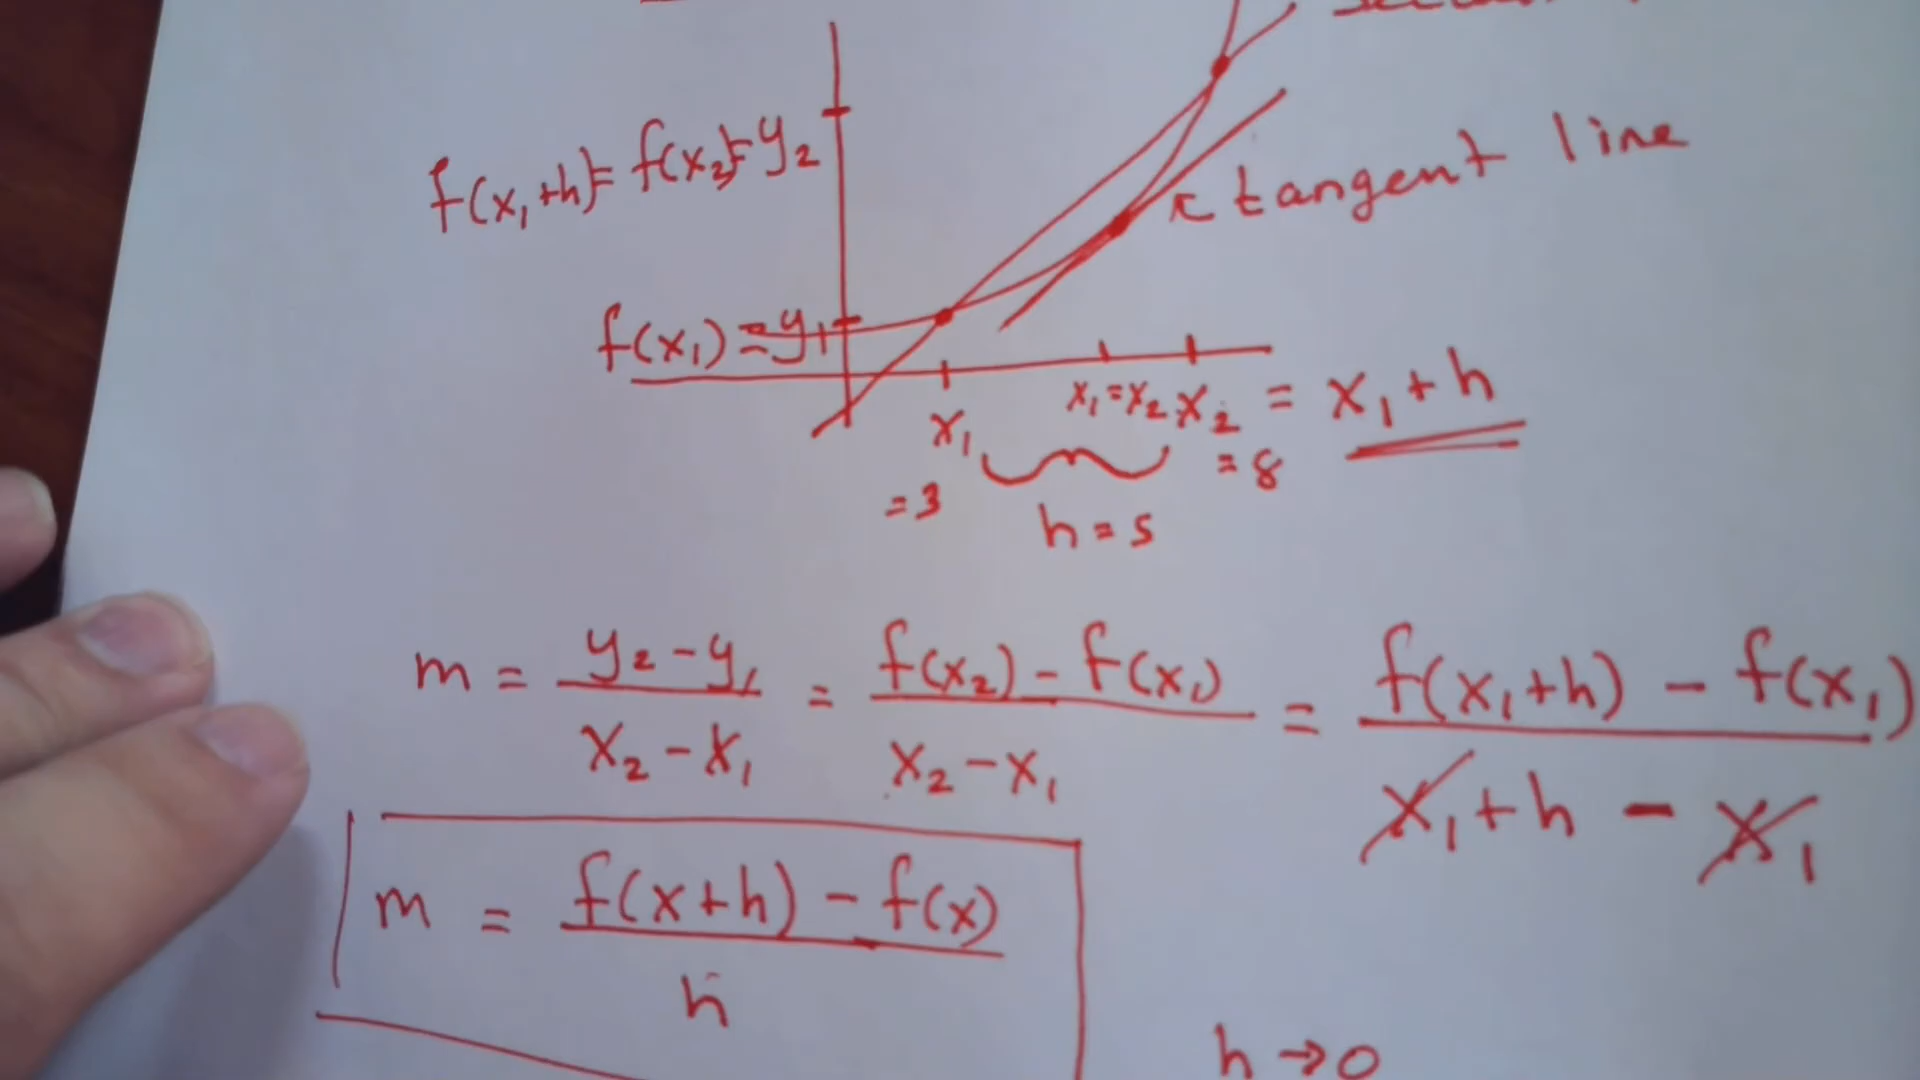 f(x₁+h) = f(x₂) = y₂
tangent line
f(x₁) = y₁
x₁ x₁ = x₂ x₂ = x₁ + h
= 3 = 8
h = 5
m = y₂ - y₁ / x₂ - x₁ = f(x₂) - f(x₁) / x₂ - x₁ = f(x₁+h) - f(x₁) / x₁ + h - x₁
m = f(x+h) - f(x) / h
h → 0